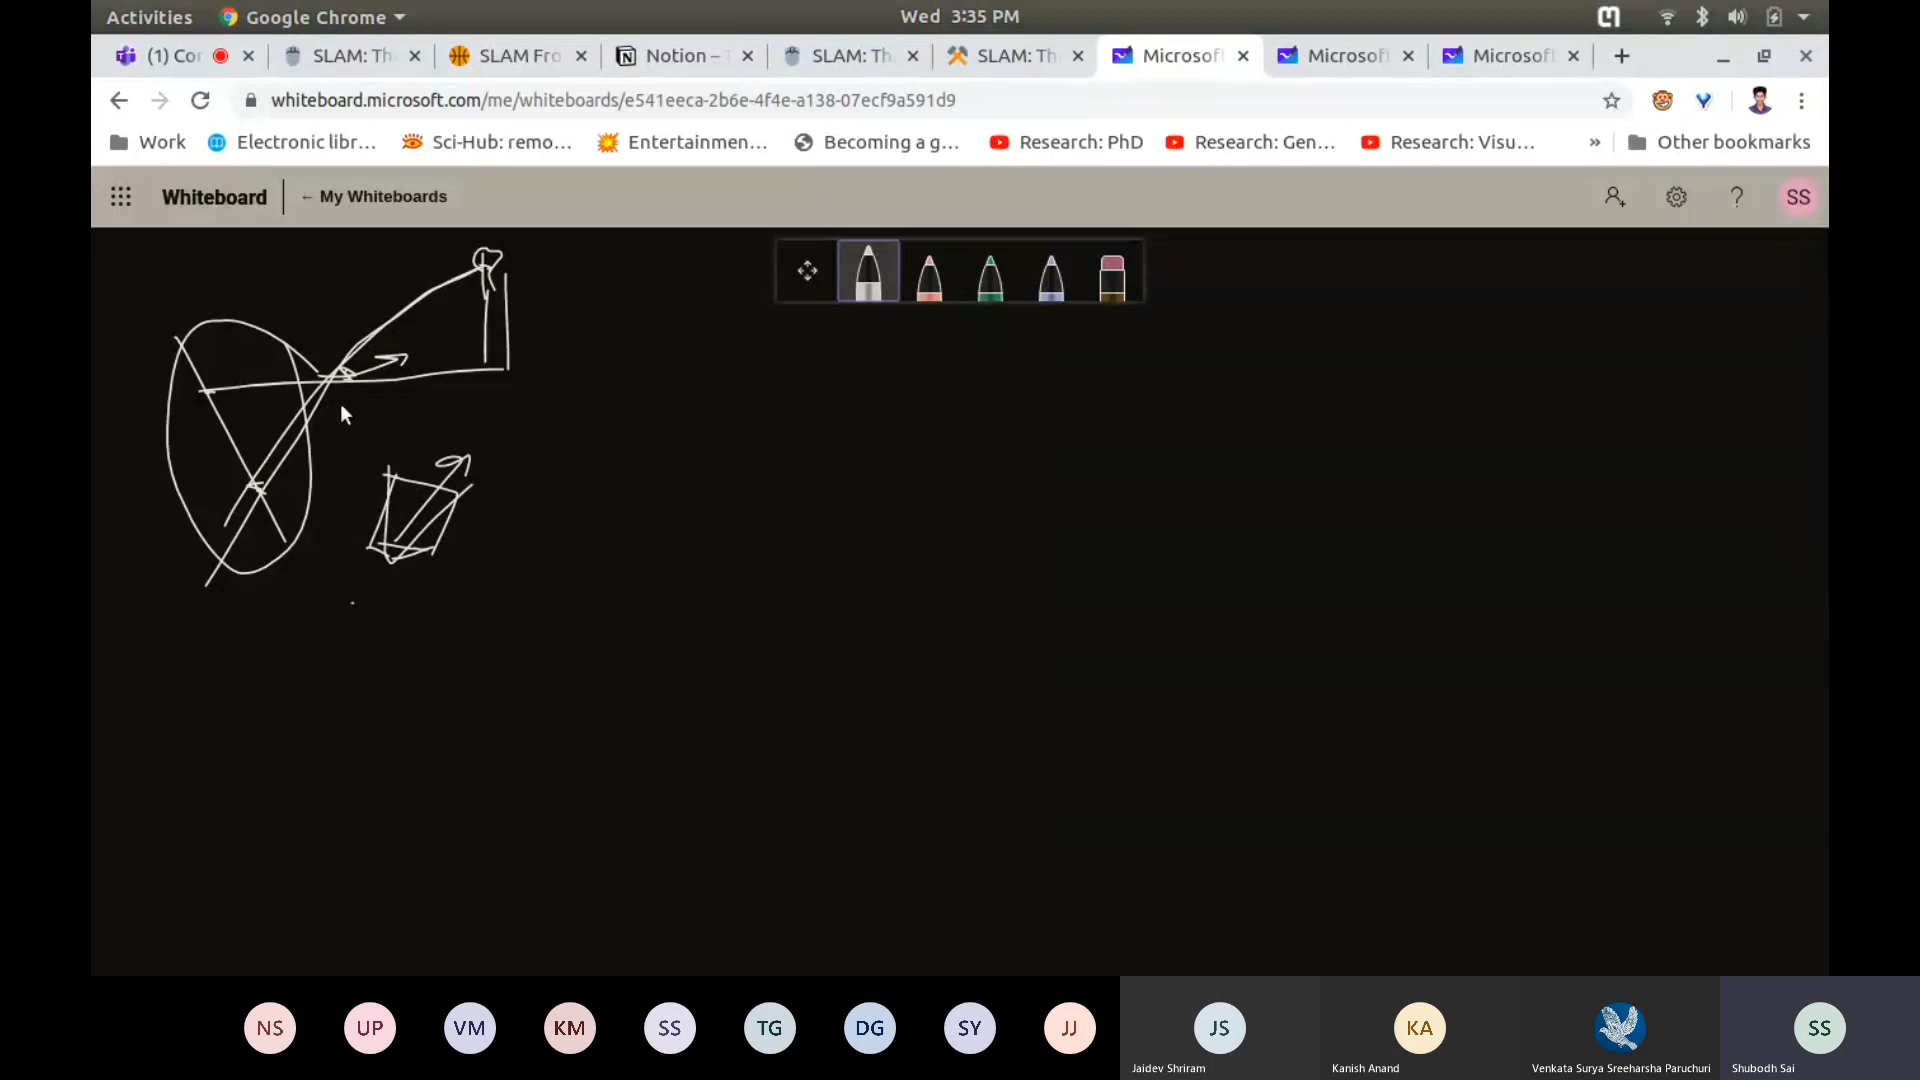 Activities Google Chrome Wed 3:35 PM
(1) Cor SLAM: Th SLAM Fro Notion – T SLAM: Th SLAM: Th Microsoft Microsoft Microsoft
whiteboard.microsoft.com/me/whiteboards/e541eeca-2b6e-4f4e-a138-07ecf9a591d9
Work Electronic libr... Sci-Hub: remo... Entertainmen... Becoming a g... Research: PhD Research: Gen... Research: Visu... » Other bookmarks
Whiteboard ← My Whiteboards SS
NS UP VM KM SS TG DG SY JJ JS KA SS
Jaidev Shriram Kanish Anand Venkata Surya Sreeharsha Paruchuri Shubodh Sai